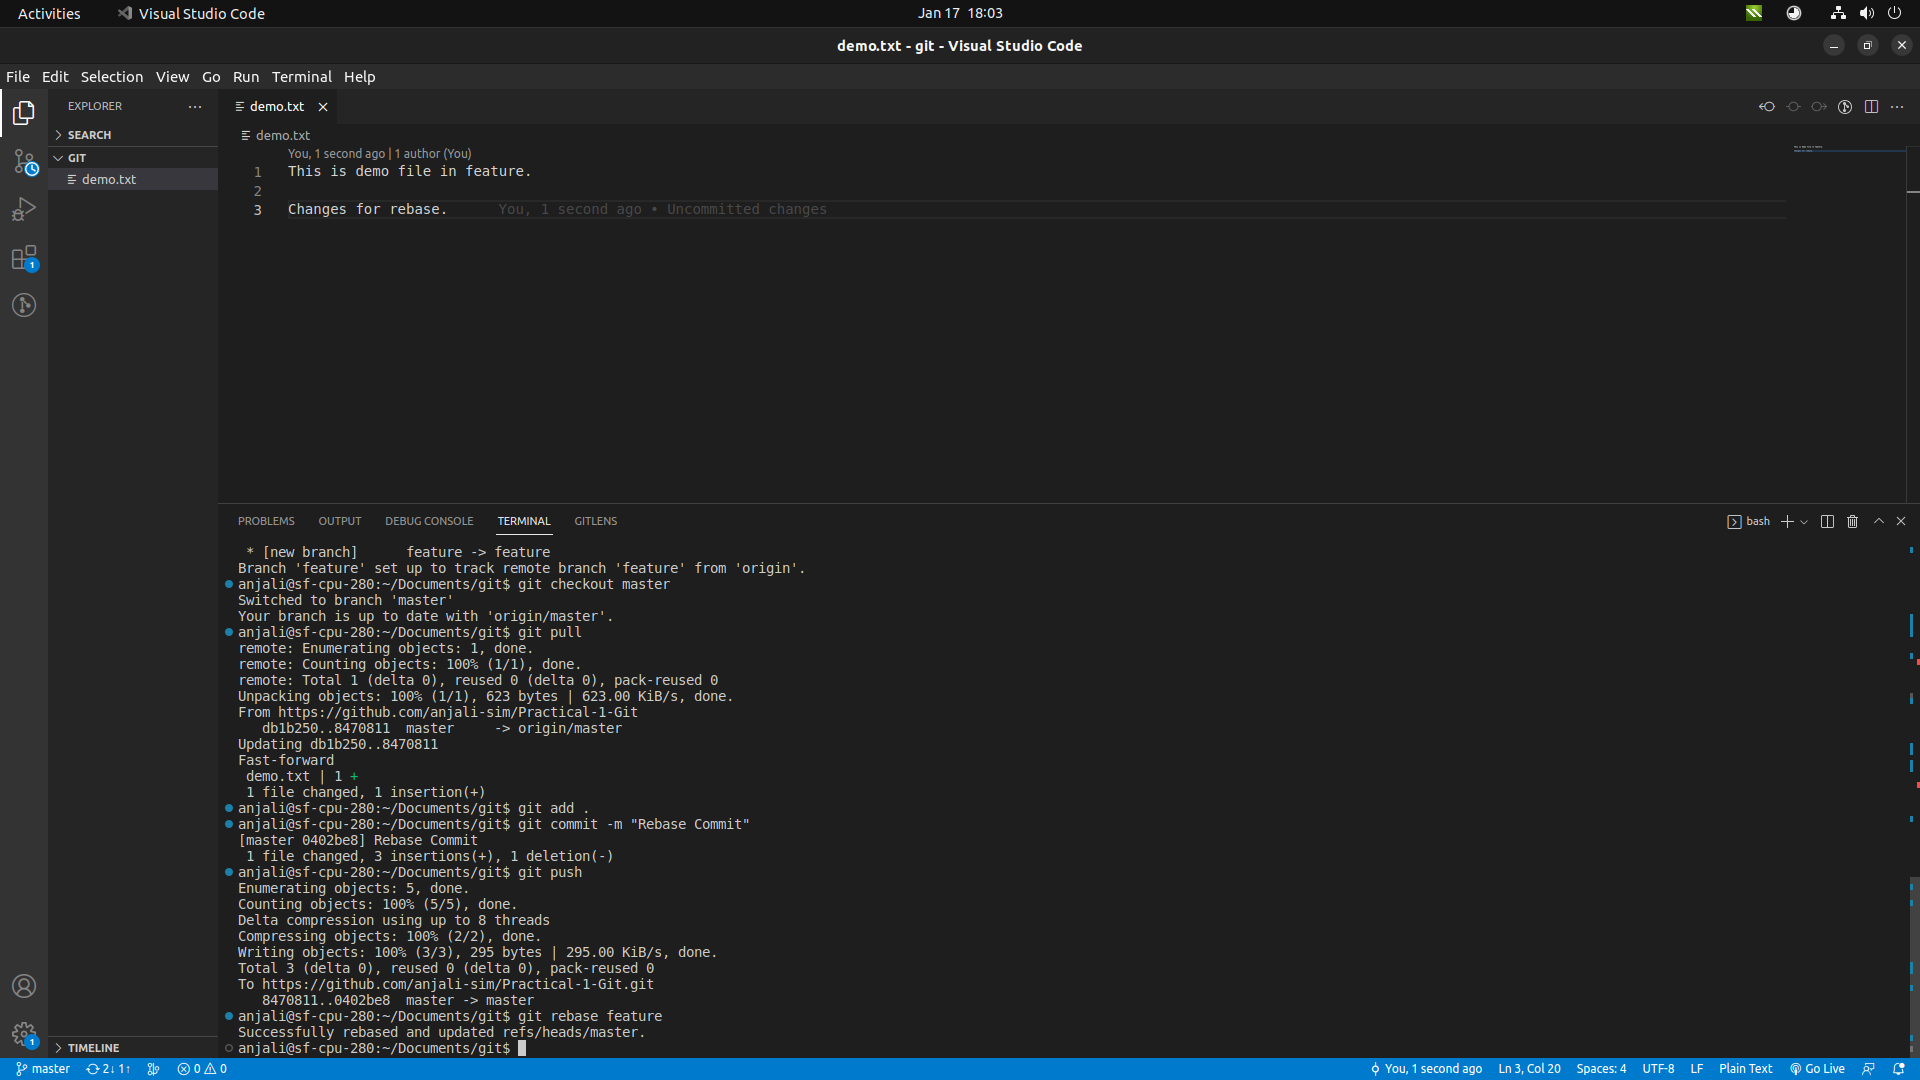 Activities Visual Studio Code Jan 17 18:03
demo.txt - git - Visual Studio Code
File Edit Selection View Go Run Terminal Help
EXPLORER
SEARCH
GIT
demo.txt
1
1
TIMELINE
demo.txt
demo.txt
You, 1 second ago | 1 author (You)
1 This is demo file in feature.
2
3 Changes for rebase. You, 1 second ago • Uncommitted changes
PROBLEMS OUTPUT DEBUG CONSOLE TERMINAL GITLENS bash
* [new branch] feature -> feature
Branch 'feature' set up to track remote branch 'feature' from 'origin'.
anjali@sf-cpu-280:~/Documents/git$ git checkout master
Switched to branch 'master'
Your branch is up to date with 'origin/master'.
anjali@sf-cpu-280:~/Documents/git$ git pull
remote: Enumerating objects: 1, done.
remote: Counting objects: 100% (1/1), done.
remote: Total 1 (delta 0), reused 0 (delta 0), pack-reused 0
Unpacking objects: 100% (1/1), 623 bytes | 623.00 KiB/s, done.
From https://github.com/anjali-sim/Practical-1-Git
db1b250..8470811 master -> origin/master
Updating db1b250..8470811
Fast-forward
demo.txt | 1 +
1 file changed, 1 insertion(+)
anjali@sf-cpu-280:~/Documents/git$ git add .
anjali@sf-cpu-280:~/Documents/git$ git commit -m "Rebase Commit"
[master 0402be8] Rebase Commit
1 file changed, 3 insertions(+), 1 deletion(-)
anjali@sf-cpu-280:~/Documents/git$ git push
Enumerating objects: 5, done.
Counting objects: 100% (5/5), done.
Delta compression using up to 8 threads
Compressing objects: 100% (2/2), done.
Writing objects: 100% (3/3), 295 bytes | 295.00 KiB/s, done.
Total 3 (delta 0), reused 0 (delta 0), pack-reused 0
To https://github.com/anjali-sim/Practical-1-Git.git
8470811..0402be8 master -> master
anjali@sf-cpu-280:~/Documents/git$ git rebase feature
Successfully rebased and updated refs/heads/master.
anjali@sf-cpu-280:~/Documents/git$
master 2↓ 1↑ 0 0 You, 1 second ago Ln 3, Col 20 Spaces: 4 UTF-8 LF Plain Text Go Live